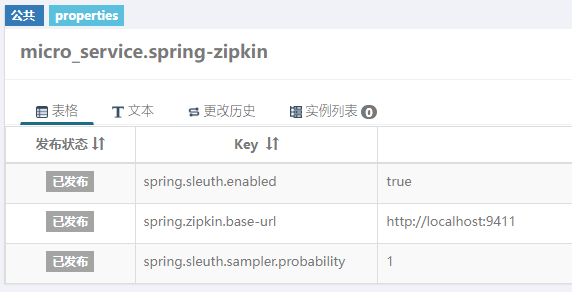 公共 properties
micro_service.spring-zipkin
表格 文本 更改历史 实例列表 0
发布状态 Key
已发布 spring.sleuth.enabled true
已发布 spring.zipkin.base-url http://localhost:9411
已发布 spring.sleuth.sampler.probability 1